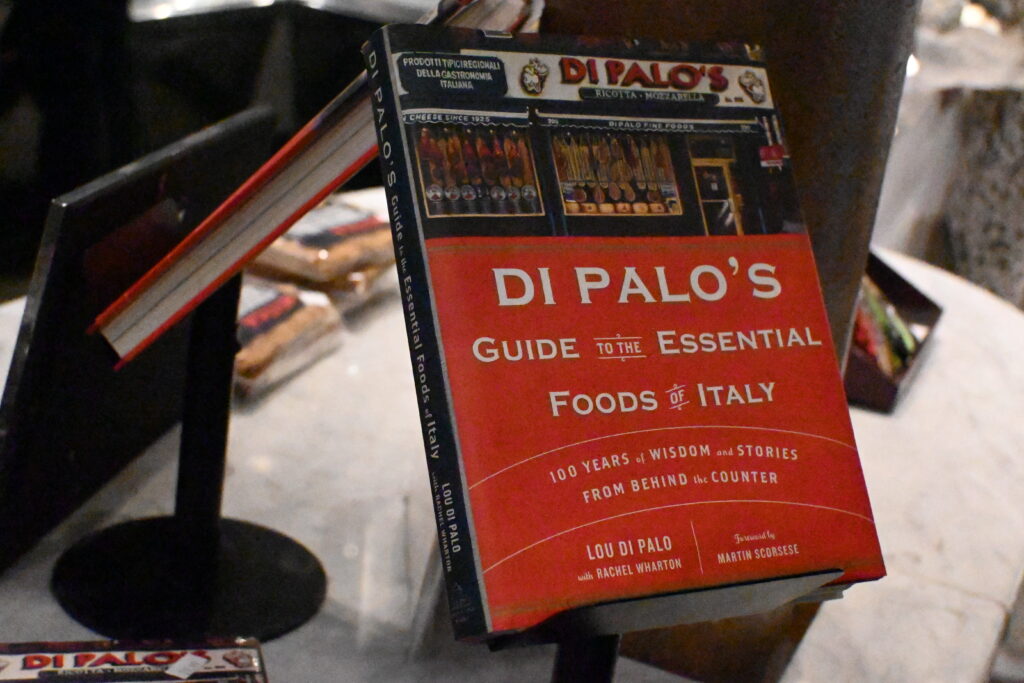 PRODOTTI TIPICI REGIONALI
DELLA GASTRONOMIA
ITALIANA
DI PALO'S
RICOTTA • MOZZARELLA
CHEESE SINCE 1925
DI PALO FINE FOODS
DI PALO'S
GUIDE TO THE ESSENTIAL
FOODS OF ITALY
100 YEARS of WISDOM and STORIES
FROM BEHIND the COUNTER
LOU DI PALO
with RACHEL WHARTON
Foreword by
MARTIN SCORSESE
DI PALO'S Guide to the Essential Foods of Italy
LOU DI PALO
with RACHEL WHARTON
DI PALO'S